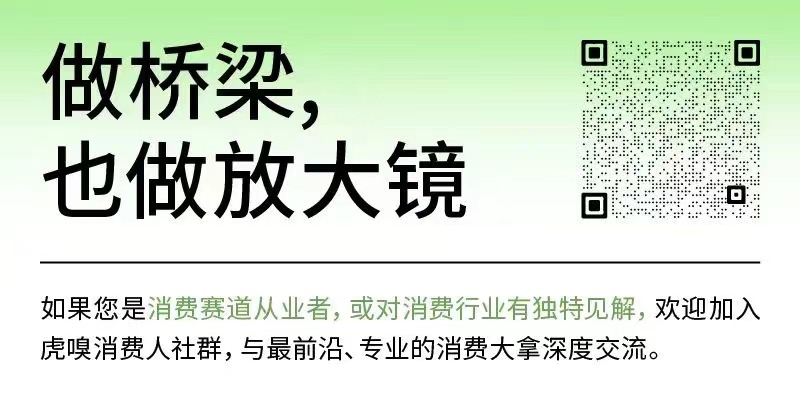 做桥梁，
也做放大镜
如果您是消费赛道从业者，或对消费行业有独特见解，欢迎加入
虎嗅消费人社群，与最前沿、专业的消费大拿深度交流。